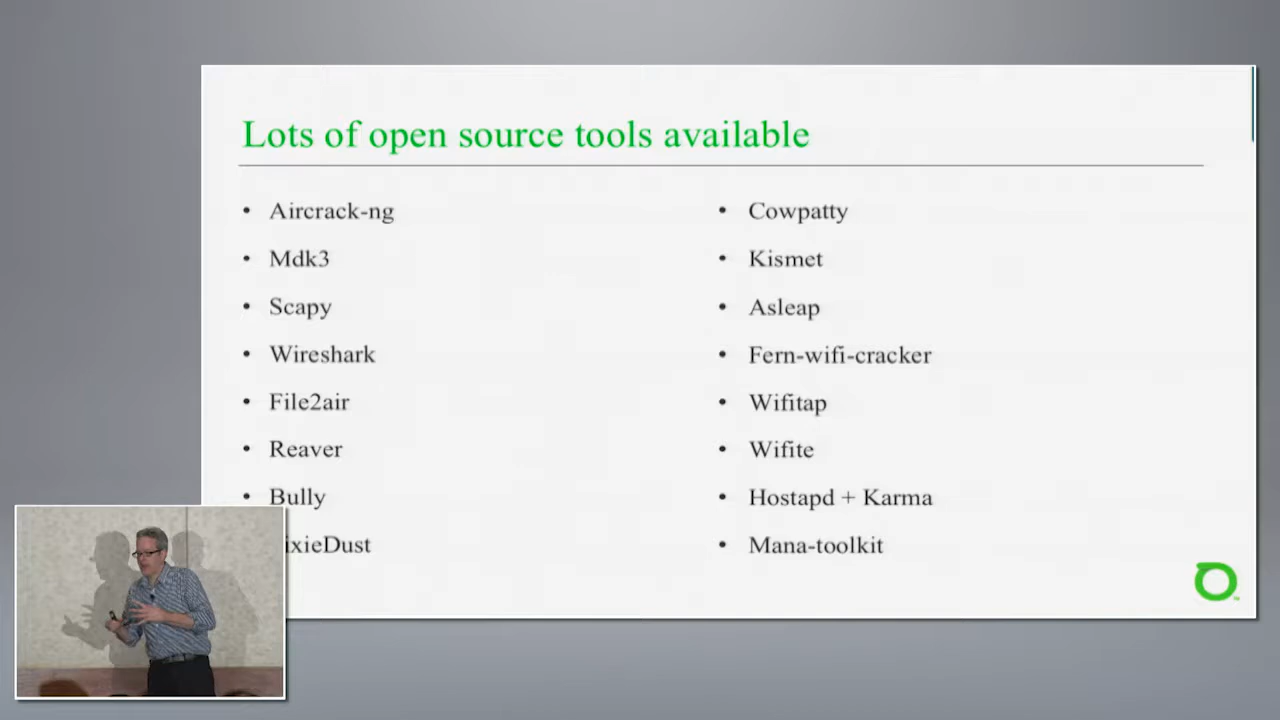 Lots of open source tools available
• Aircrack-ng
• Mdk3
• Scapy
• Wireshark
• File2air
• Reaver
• Bully
ixieDust
• Cowpatty
• Kismet
• Asleap
• Fern-wifi-cracker
• Wifitap
• Wifite
• Hostapd + Karma
• Mana-toolkit